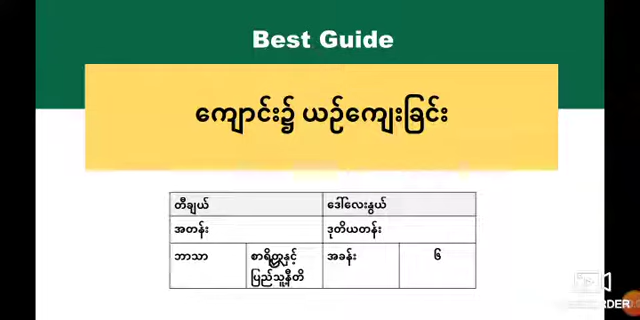 Best Guide
ကျောင်း၌ ယဉ်ကျေးခြင်း
တီချယ် ဒေါ်လေးနွယ်
အတန်း ဒုတိယတန်း
ဘာသာ စာရိတ္တနှင့် ပြည်သူ့နီတိ အခန်း ၆